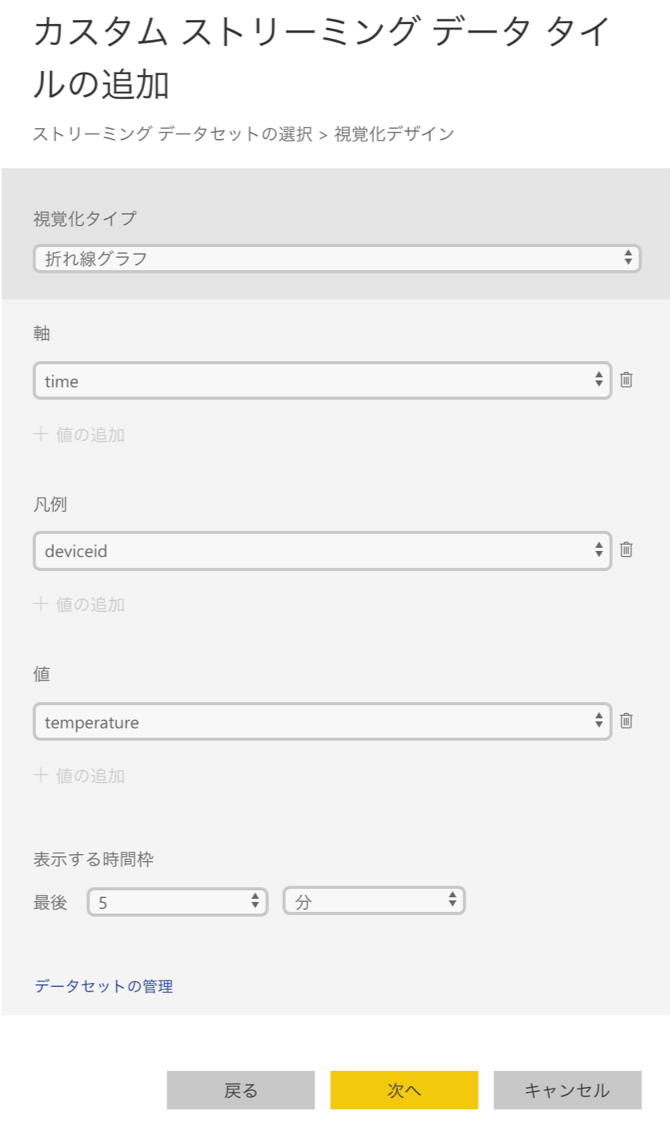 カスタム ストリーミング データ タイ
ルの追加
ストリーミング データセットの選択 > 視覚化デザイン
視覚化タイプ
折れ線グラフ
軸
time
＋ 値の追加
凡例
deviceid
＋ 値の追加
値
temperature
＋ 値の追加
表示する時間枠
最後 5 分
データセットの管理
戻る 次へ キャンセル